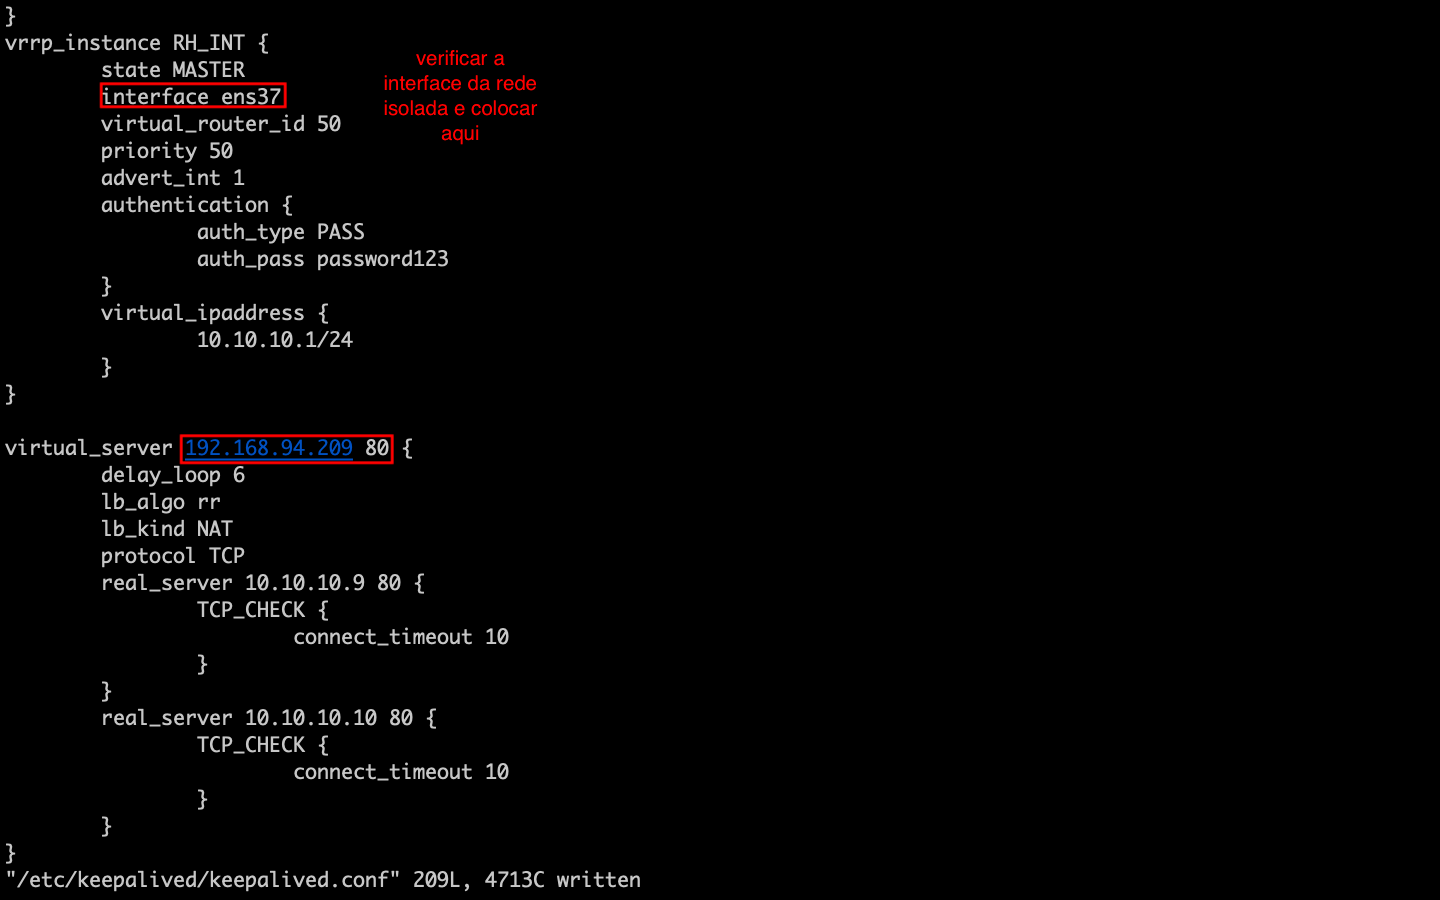 }
vrrp_instance RH_INT {
state MASTER
interface ens37
virtual_router_id 50
priority 50
advert_int 1
authentication {
auth_type PASS
auth_pass password123
}
virtual_ipaddress {
10.10.10.1/24
}
}
verificar a
interface da rede
isolada e colocar
aqui
virtual_server 192.168.94.209 80 {
delay_loop 6
lb_algo rr
lb_kind NAT
protocol TCP
real_server 10.10.10.9 80 {
TCP_CHECK {
connect_timeout 10
}
}
real_server 10.10.10.10 80 {
TCP_CHECK {
connect_timeout 10
}
}
}
"/etc/keepalived/keepalived.conf" 209L, 4713C written